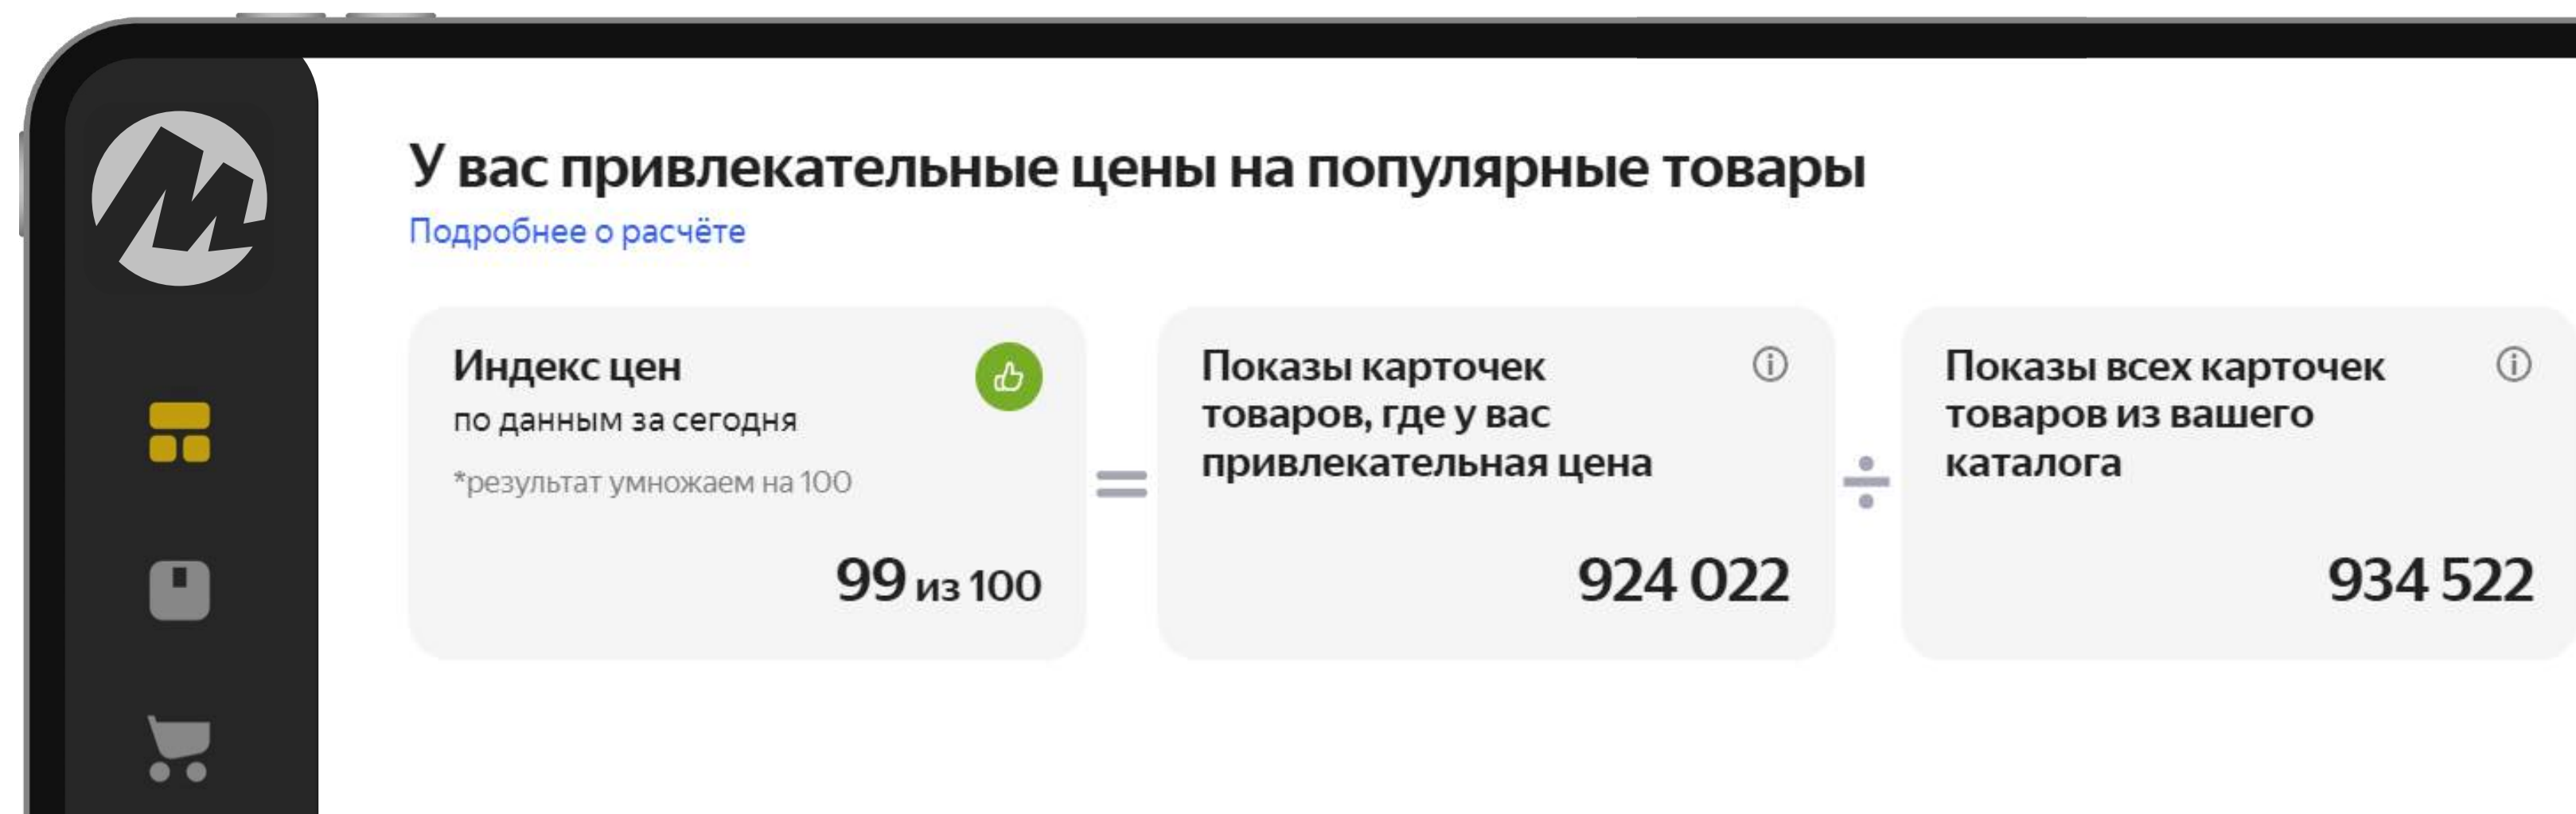 У вас привлекательные цены на популярные товары
Подробнее о расчёте
Индекс цен
по данным за сегодня
*результат умножаем на 100
99 из 100
=
Показы карточек
товаров, где у вас
привлекательная цена
924 022
÷
Показы всех карточек
товаров из вашего
каталога
934 522